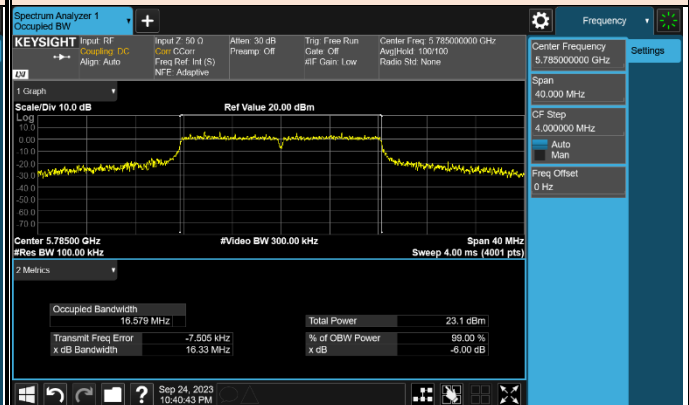 Spectrum Analyzer 1
Occupied BW
+
Frequency
KEYSIGHT
Input: RF
Coupling: DC
Align: Auto
Input Z: 50 Ω
Corr CCorr
Freq Ref: Int (S)
NFE: Adaptive
Atten: 30 dB
Preamp: Off
Trig: Free Run
Gate: Off
#IF Gain: Low
Center Freq: 5.785000000 GHz
Avg|Hold: 100/100
Radio Std: None
LXI
Center Frequency
5.785000000 GHz
Settings
Span
40.000 MHz
CF Step
4.000000 MHz
Auto
Man
Freq Offset
0 Hz
1 Graph
Scale/Div 10.0 dB
Ref Value 20.00 dBm
Log
10.0
0.00
-10.0
-20.0
-30.0
-40.0
-50.0
-60.0
-70.0
Center 5.78500 GHz
#Video BW 300.00 kHz
Span 40 MHz
#Res BW 100.00 kHz
Sweep 4.00 ms (4001 pts)
2 Metrics
Occupied Bandwidth
16.579 MHz
Total Power 23.1 dBm
Transmit Freq Error -7.505 kHz
% of OBW Power 99.00 %
x dB Bandwidth 16.33 MHz
x dB -6.00 dB
?
Sep 24, 2023
10:40:43 PM